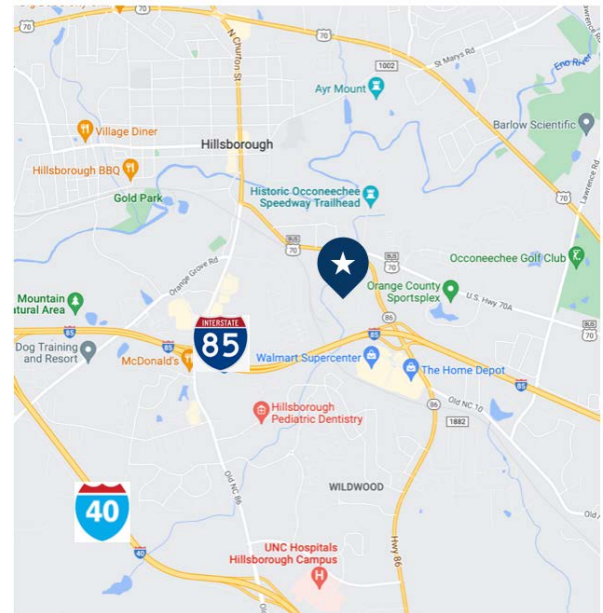 70
70
N Churton St
70
1002
St Marys Rd
Eno River
Ayr Mount
Barlow Scientific
Village Diner
Hillsborough
Lawrence Rd
Hillsborough BBQ
Gold Park
Historic Occoneechee
Speedway Trailhead
70
BUS
70
BUS
70
Occoneechee Golf Club
Orange Grove Rd
Orange County
Sportsplex
U.S. Hwy 70A
Mountain
tural Area
86
85
INTERSTATE
85
85
Dog Training
and Resort
McDonald's
Walmart Supercenter
The Home Depot
85
86
Old NC 10
1882
Hillsborough
Pediatric Dentistry
Old NC 86
WILDWOOD
40
Hwy 86
40
UNC Hospitals
Hillsborough Campus
H